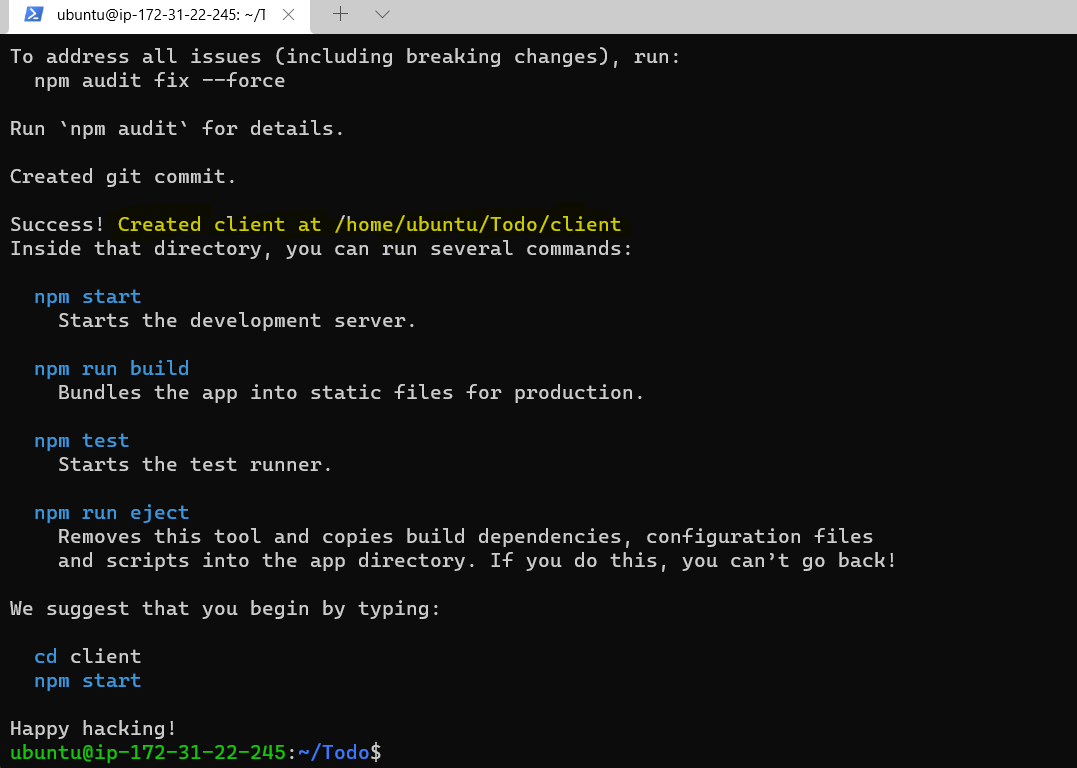 ubuntu@ip-172-31-22-245: ~/T
To address all issues (including breaking changes), run:
npm audit fix --force
Run `npm audit` for details.
Created git commit.
Success! Created client at /home/ubuntu/Todo/client
Inside that directory, you can run several commands:
npm start
Starts the development server.
npm run build
Bundles the app into static files for production.
npm test
Starts the test runner.
npm run eject
Removes this tool and copies build dependencies, configuration files
and scripts into the app directory. If you do this, you can’t go back!
We suggest that you begin by typing:
cd client
npm start
Happy hacking!
ubuntu@ip-172-31-22-245:~/Todo$